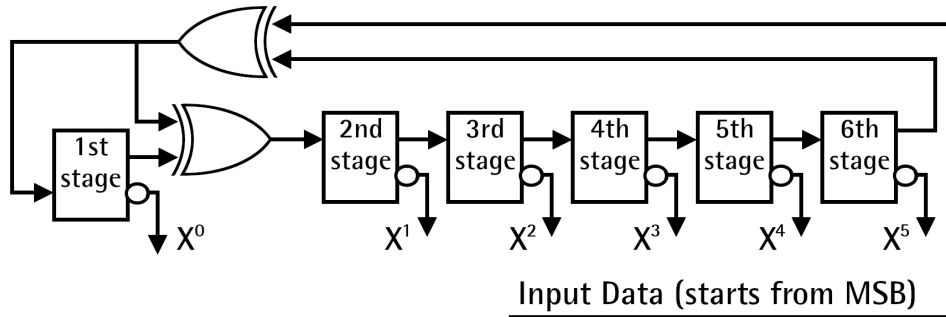 1st stage
2nd stage
3rd stage
4th stage
5th stage
6th stage
X⁰
X¹
X²
X³
X⁴
X⁵
Input Data (starts from MSB)